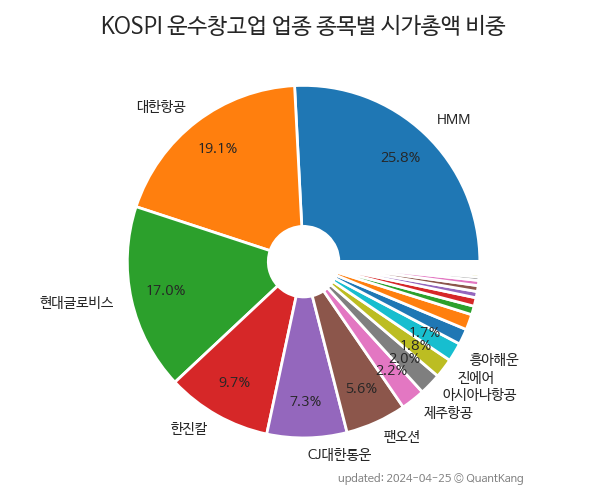 KOSPI 운수창고업 업종 종목별 시가총액 비중
HMM
25.8%
대한항공
19.1%
현대글로비스
17.0%
한진칼
9.7%
CJ대한통운
7.3%
팬오션
5.6%
제주항공
2.2%
아시아나항공
2.0%
진에어
1.8%
흥아해운
1.7%
updated: 2024-04-25 © QuantKang